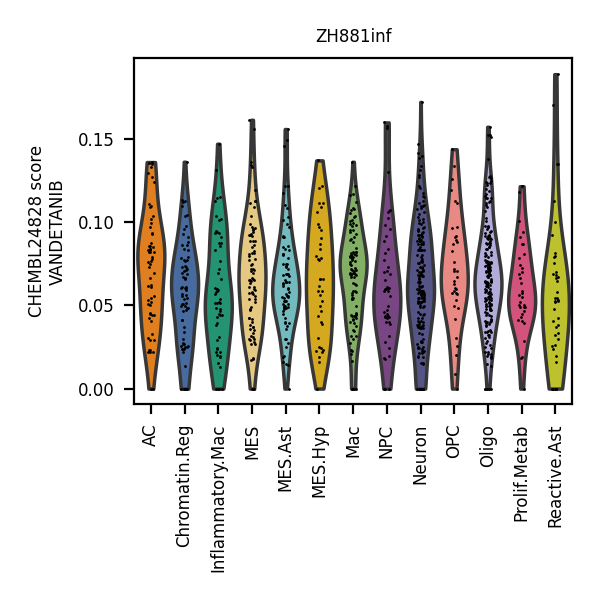 ZH881inf
CHEMBL24828 score
VANDETANIB
0.15
0.10
0.05
0.00
AC
Chromatin.Reg
Inflammatory.Mac
MES
MES.Ast
MES.Hyp
Mac
NPC
Neuron
OPC
Oligo
Prolif.Metab
Reactive.Ast